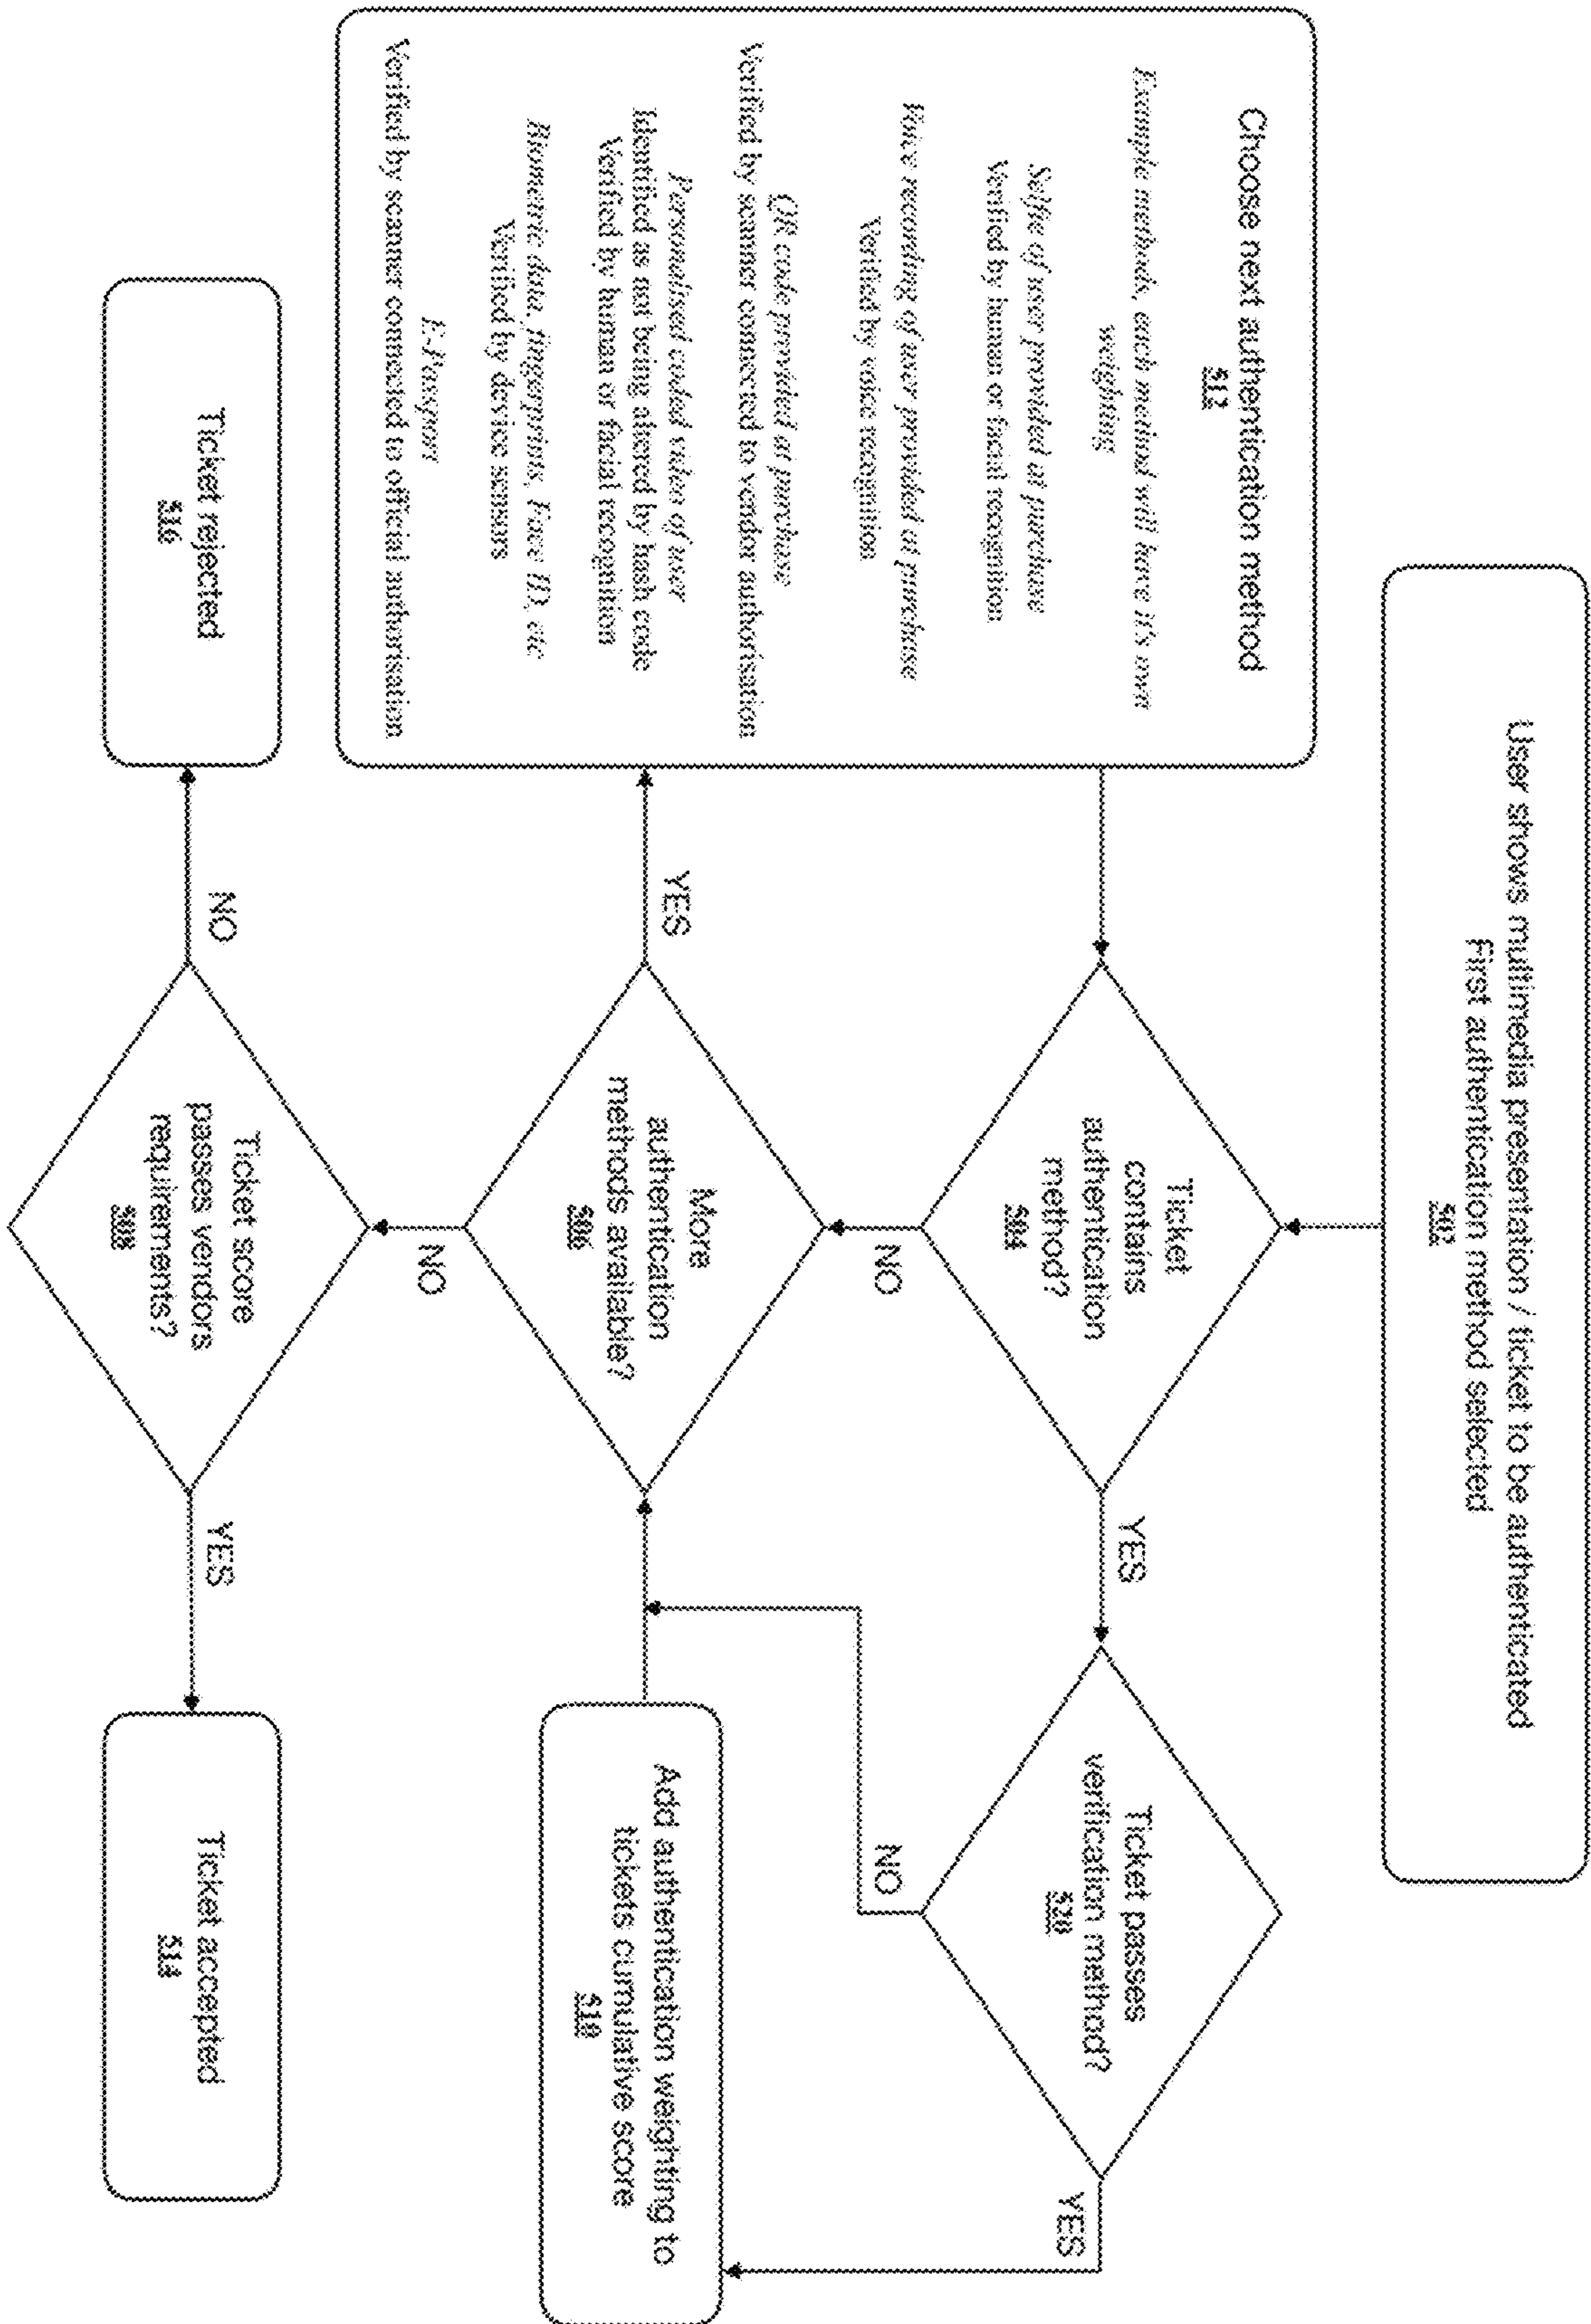 User shows multimedia presentation / ticket to be authenticated
First authentication method selected
502
Choose next authentication method
512
Example methods, each method will have it's own
weighting
Selfie of user provided at purchase
Verified by human or facial recognition
Voice recording of user provided at purchase
Verified by voice recognition
QR code provided at purchase
Verified by scanner connected to vendor authorisation
Personalised coded video of user
Identified as not being altered by hash code
Verified by human or facial recognition
Biometric data, fingerprints, Face ID, etc
Verified by device sensors
E-Passport
Verified by scanner connected to official authorisation
Ticket
contains
authentication
method?
504
YES
Ticket passes
verification method?
520
YES
NO
NO
More
authentication
methods available?
506
YES
Add authentication weighting to
tickets cumulative score
510
NO
Ticket score
passes vendors
requirements?
508
NO
YES
Ticket rejected
516
Ticket accepted
514